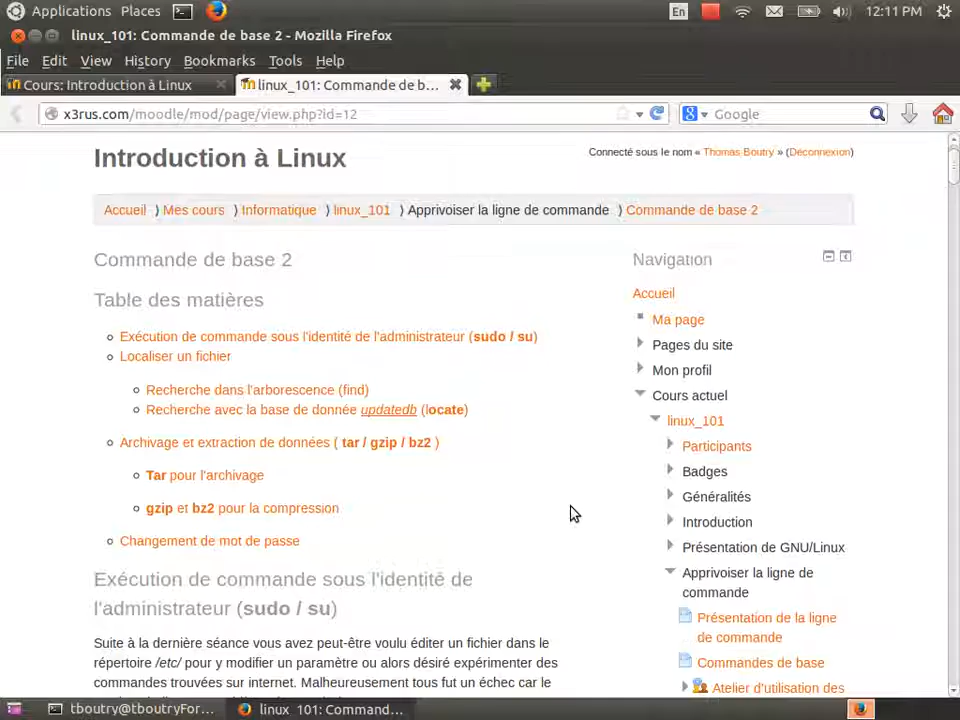 Applications Places En 12:11 PM
linux_101: Commande de base 2 - Mozilla Firefox
File Edit View History Bookmarks Tools Help
Cours: Introduction à Linux linux_101: Commande de b...
x3rus.com/moodle/mod/page/view.php?id=12 Google
Introduction à Linux
Connecté sous le nom « Thomas Boutry » (Déconnexion)
Accueil ⟩ Mes cours ⟩ Informatique ⟩ linux_101 ⟩ Apprivoiser la ligne de commande ⟩ Commande de base 2
Commande de base 2
Table des matières
Exécution de commande sous l'identité de l'administrateur (sudo / su)
Localiser un fichier
Recherche dans l'arborescence (find)
Recherche avec la base de donnée updatedb (locate)
Archivage et extraction de données ( tar / gzip / bz2 )
Tar pour l'archivage
gzip et bz2 pour la compression
Changement de mot de passe
Exécution de commande sous l'identité de
l'administrateur (sudo / su)
Suite à la dernière séance vous avez peut-être voulu éditer un fichier dans le
répertoire /etc/ pour y modifier un paramètre ou alors désiré expérimenter des
commandes trouvées sur internet. Malheureusement tous fut un échec car le
Navigation
Accueil
Ma page
Pages du site
Mon profil
Cours actuel
linux_101
Participants
Badges
Généralités
Introduction
Présentation de GNU/Linux
Apprivoiser la ligne de
commande
Présentation de la ligne
de commande
Commandes de base
Atelier d'utilisation des
tboutry@tboutryFor... linux_101: Command...